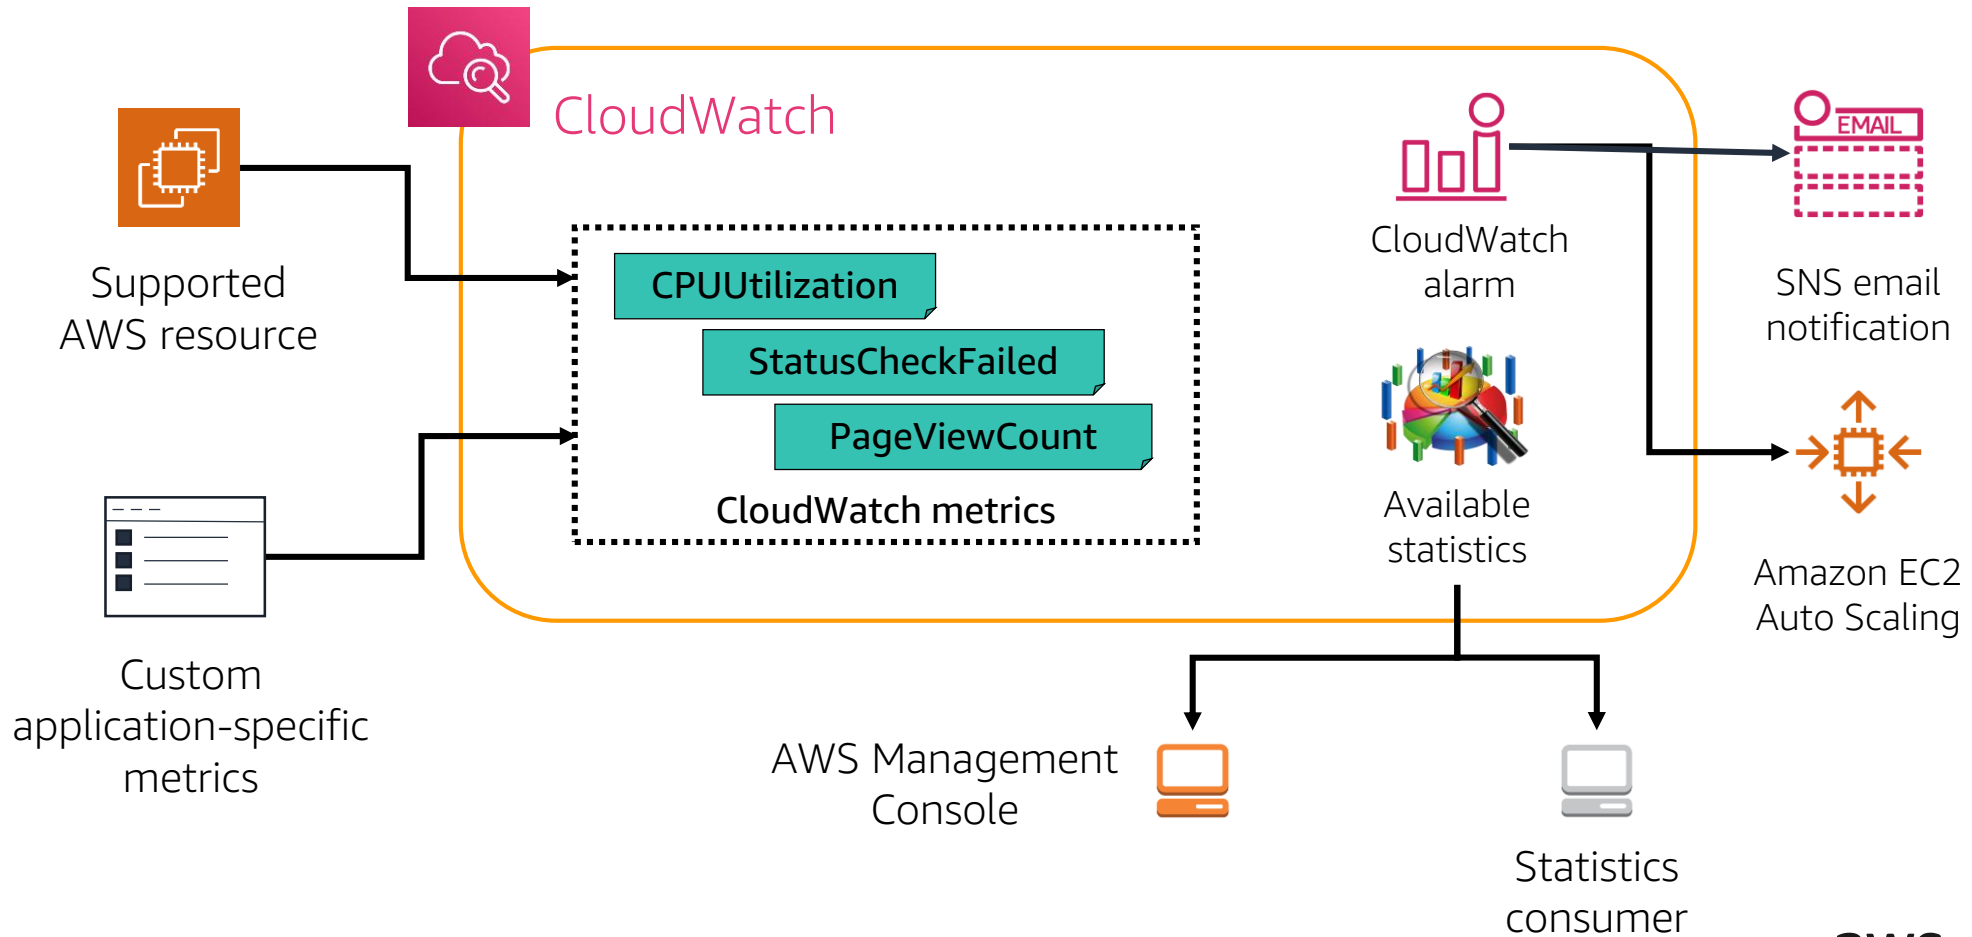 CloudWatch
Supported
AWS resource
CPUUtilization
StatusCheckFailed
PageViewCount
CloudWatch metrics
CloudWatch
alarm
EMAIL
SNS email
notification
Available
statistics
Amazon EC2
Auto Scaling
Custom
application-specific
metrics
AWS Management
Console
Statistics
consumer